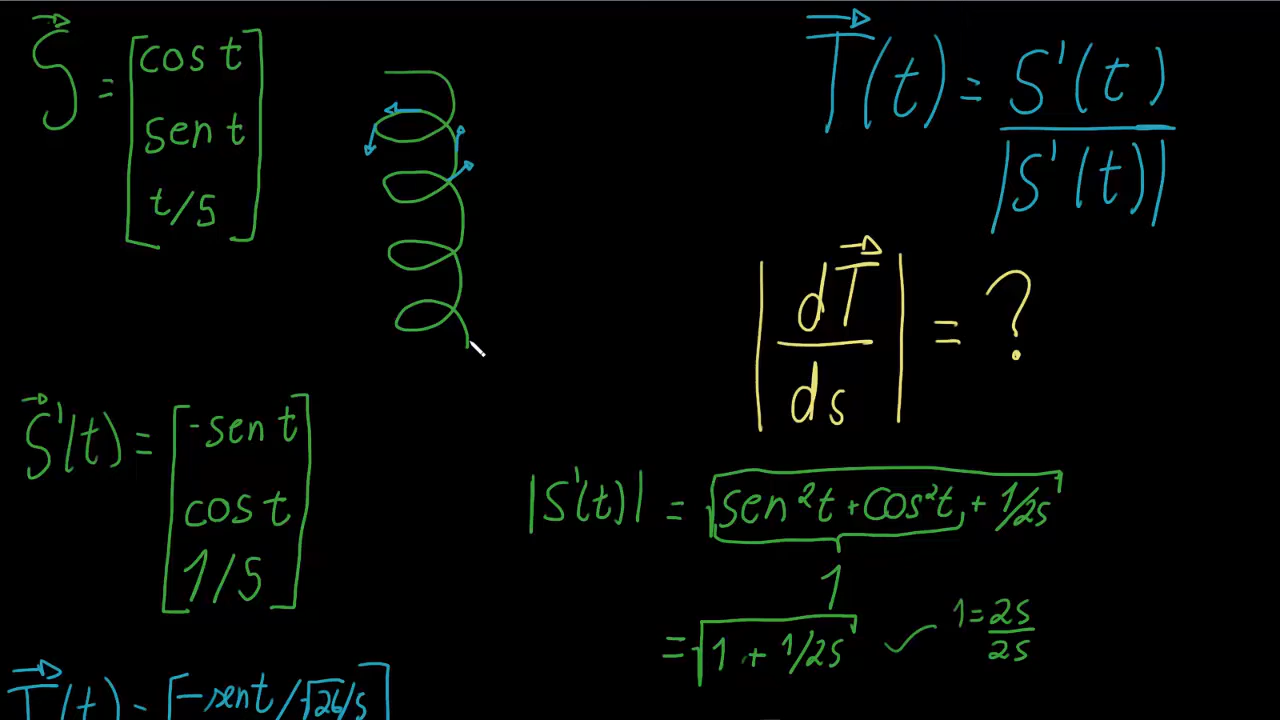 S⃗ = [cos t
sen t
t/5]
T⃗(t) = S'(t) / |S'(t)|
|dT⃗/ds| = ?
S⃗'(t) = [-sen t
cos t
1/5]
|S'(t)| = √(sen²t + cos²t + 1/25)
1
= √(1 + 1/25) ✓ 1 = 25/25
T⃗(t) = [-sen t/√26/5]